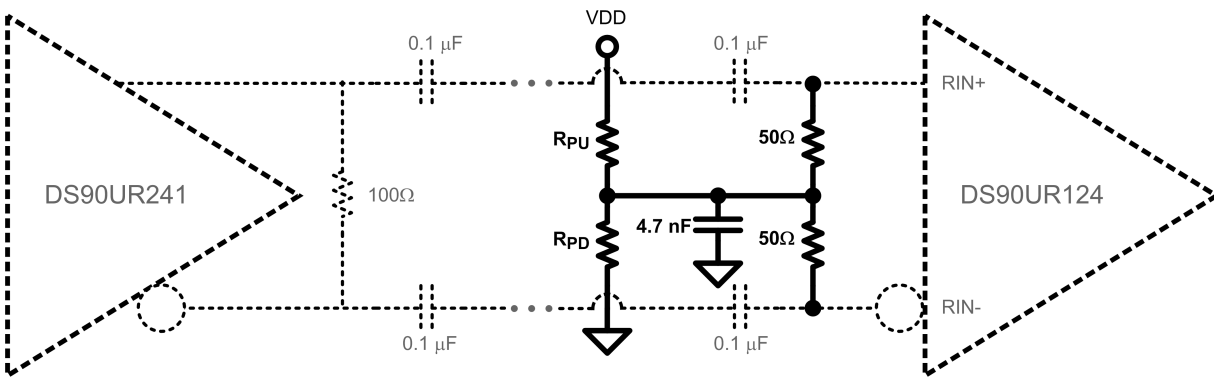 VDD
0.1 µF
0.1 µF
RIN+
RPU
50Ω
DS90UR241
100Ω
DS90UR124
RPD
4.7 nF
50Ω
RIN-
0.1 µF
0.1 µF